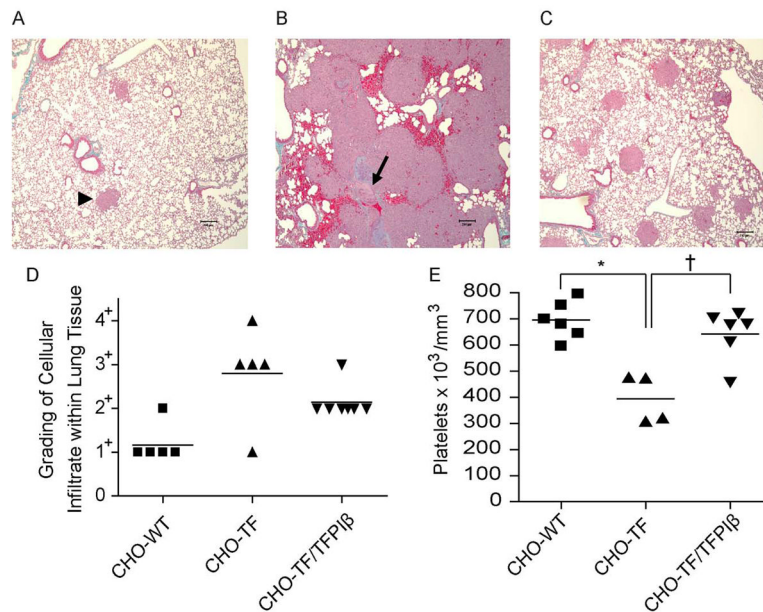 A
B
C
D
E
Grading of Cellular
Infiltrate within Lung Tissue
4+
3+
2+
1+
0
CHO-WT
CHO-TF
CHO-TF/TFPIβ
* †
Platelets x 10³/mm³
800
700
600
500
400
300
200
100
0
CHO-WT
CHO-TF
CHO-TF/TFPIβ